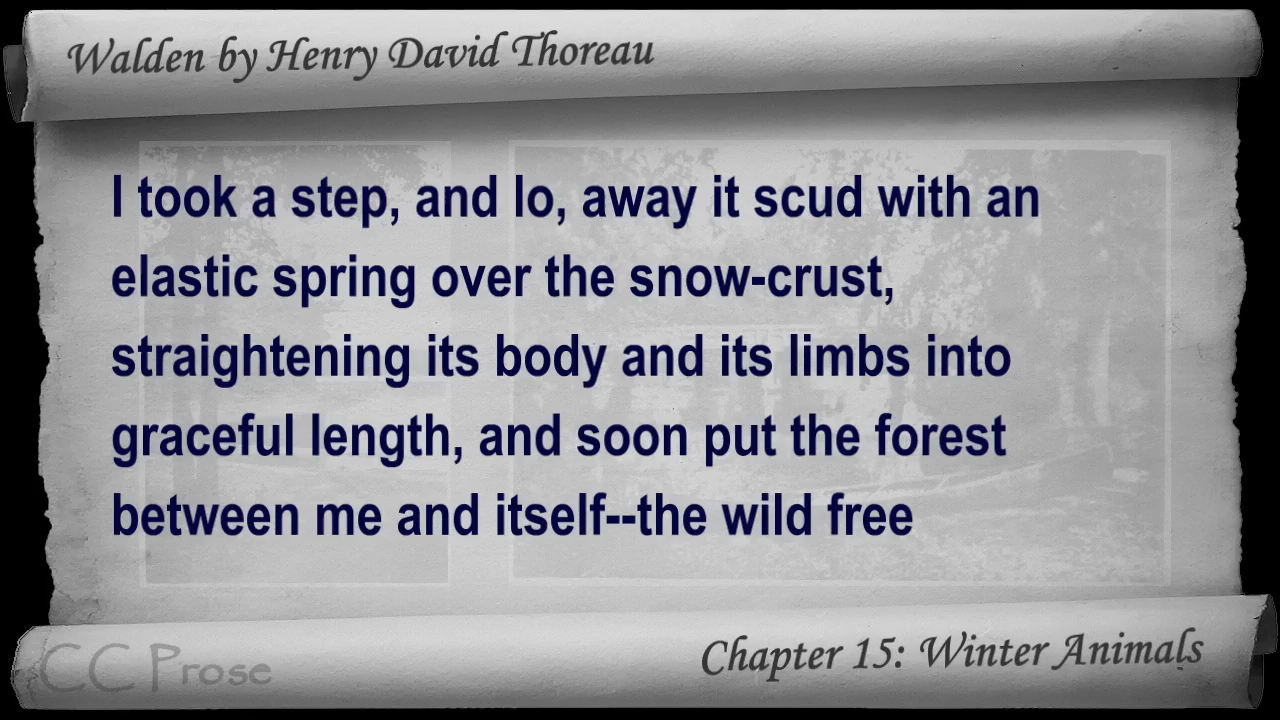 Walden by Henry David Thoreau
I took a step, and lo, away it scud with an
elastic spring over the snow-crust,
straightening its body and its limbs into
graceful length, and soon put the forest
between me and itself--the wild free
CC Prose
Chapter 15: Winter Animals